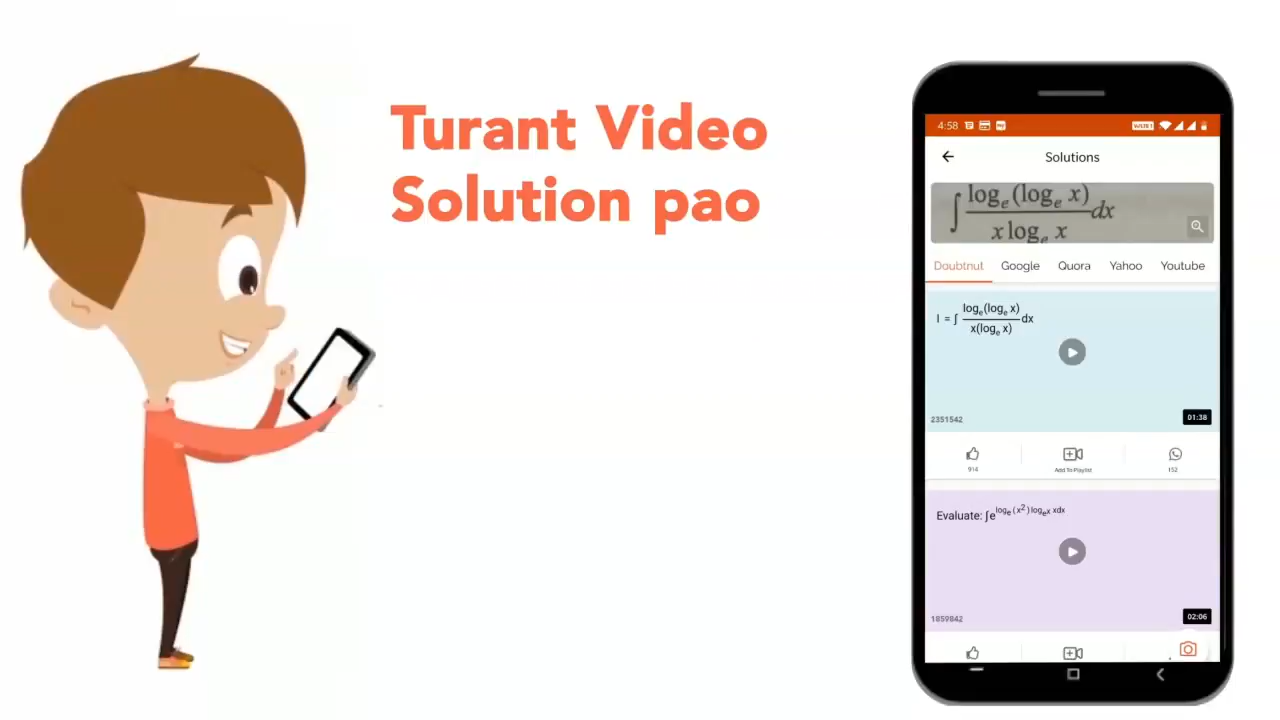 Turant Video
Solution pao
4:58
Solutions
∫ logₑ(logₑ x) / x logₑ x dx
Doubtnut Google Quora Yahoo Youtube
I = ∫ logₑ(logₑ x) / x(logₑ x) dx
2351542 01:38
914 Add To Playlist 152
Evaluate: ∫e^logₑ(x²)logₑx xdx
1859842 02:06